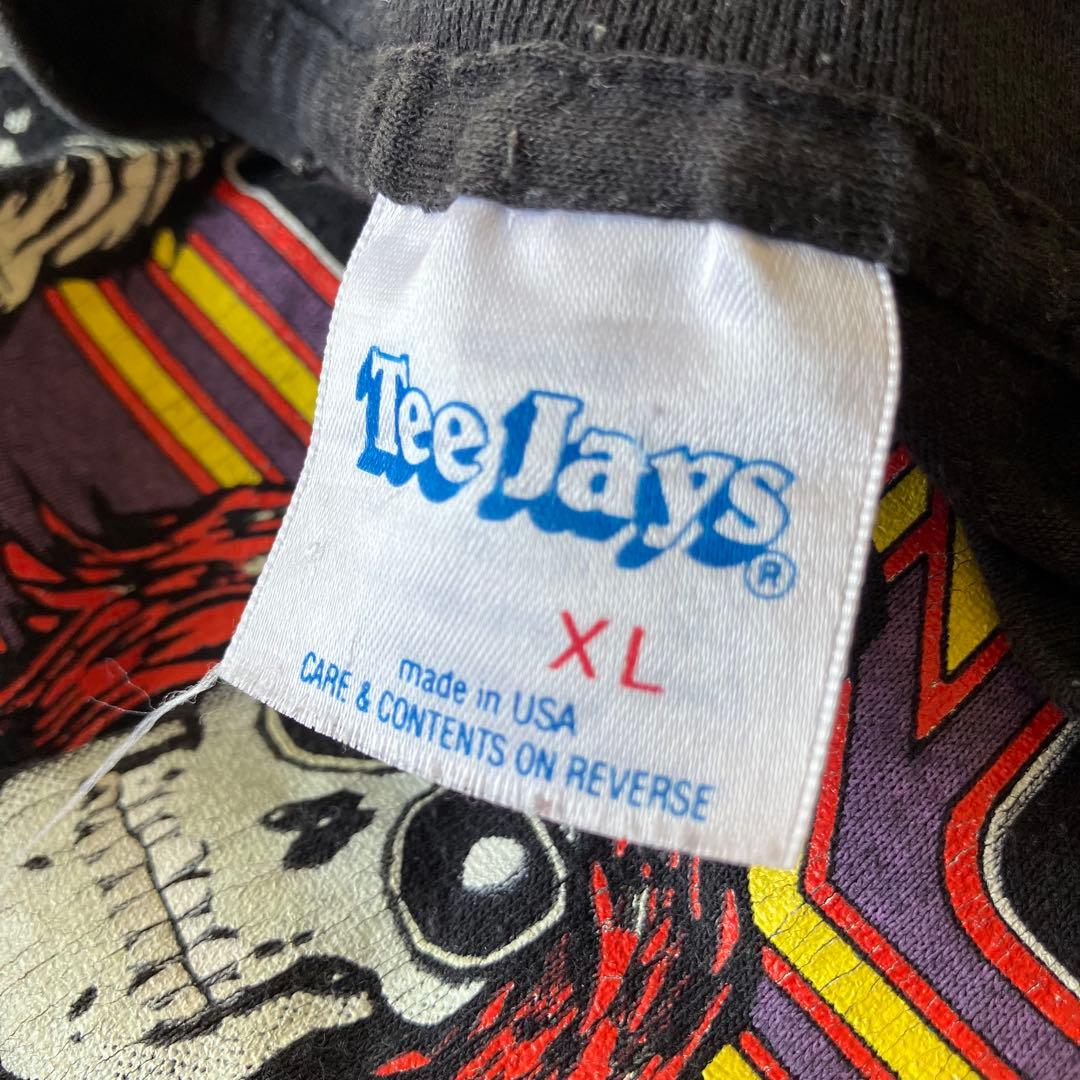 Tee Jays®
XL
made in USA
CARE & CONTENTS ON REVERSE